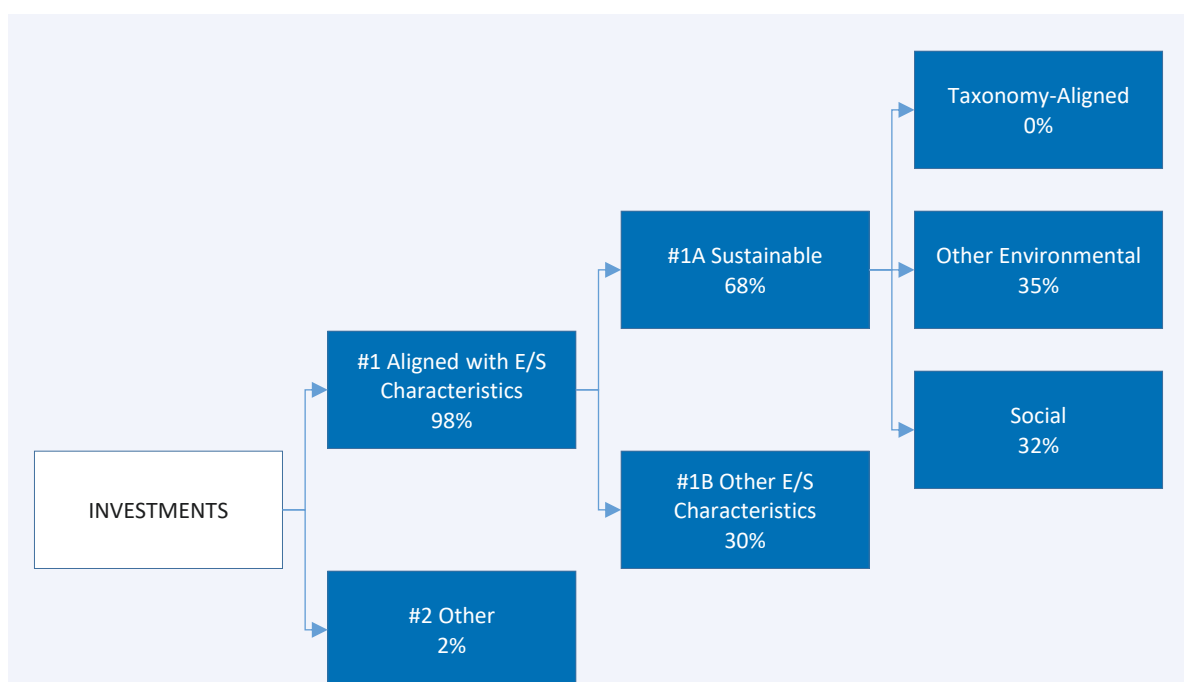 Taxonomy-Aligned
0%
#1A Sustainable
68%
Other Environmental
35%
#1 Aligned with E/S
Characteristics
98%
Social
32%
INVESTMENTS
#1B Other E/S
Characteristics
30%
#2 Other
2%